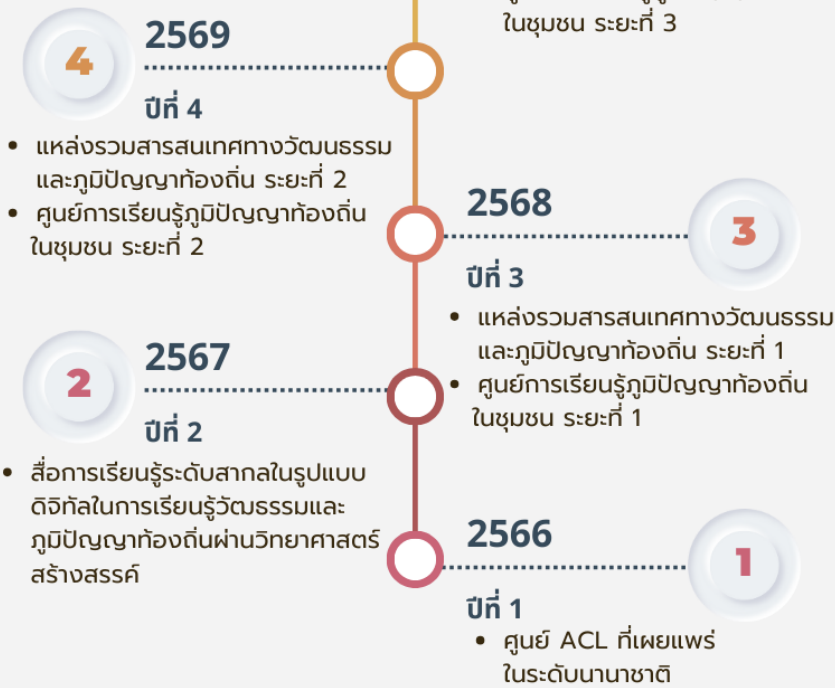 ในชุมชน ระยะที่ 3
4
2569
ปีที่ 4
แหล่งรวมสารสนเทศทางวัฒนธรรม
และภูมิปัญญาท้องถิ่น ระยะที่ 2
ศูนย์การเรียนรู้ภูมิปัญญาท้องถิ่น
ในชุมชน ระยะที่ 2
2568
3
ปีที่ 3
แหล่งรวมสารสนเทศทางวัฒนธรรม
และภูมิปัญญาท้องถิ่น ระยะที่ 1
ศูนย์การเรียนรู้ภูมิปัญญาท้องถิ่น
ในชุมชน ระยะที่ 1
2
2567
ปีที่ 2
สื่อการเรียนรู้ระดับสากลในรูปแบบ
ดิจิทัลในการเรียนรู้วัฒธรรมและ
ภูมิปัญญาท้องถิ่นผ่านวิทยาศาสตร์
สร้างสรรค์
2566
1
ปีที่ 1
ศูนย์ ACL ที่เผยแพร่
ในระดับนานาชาติ